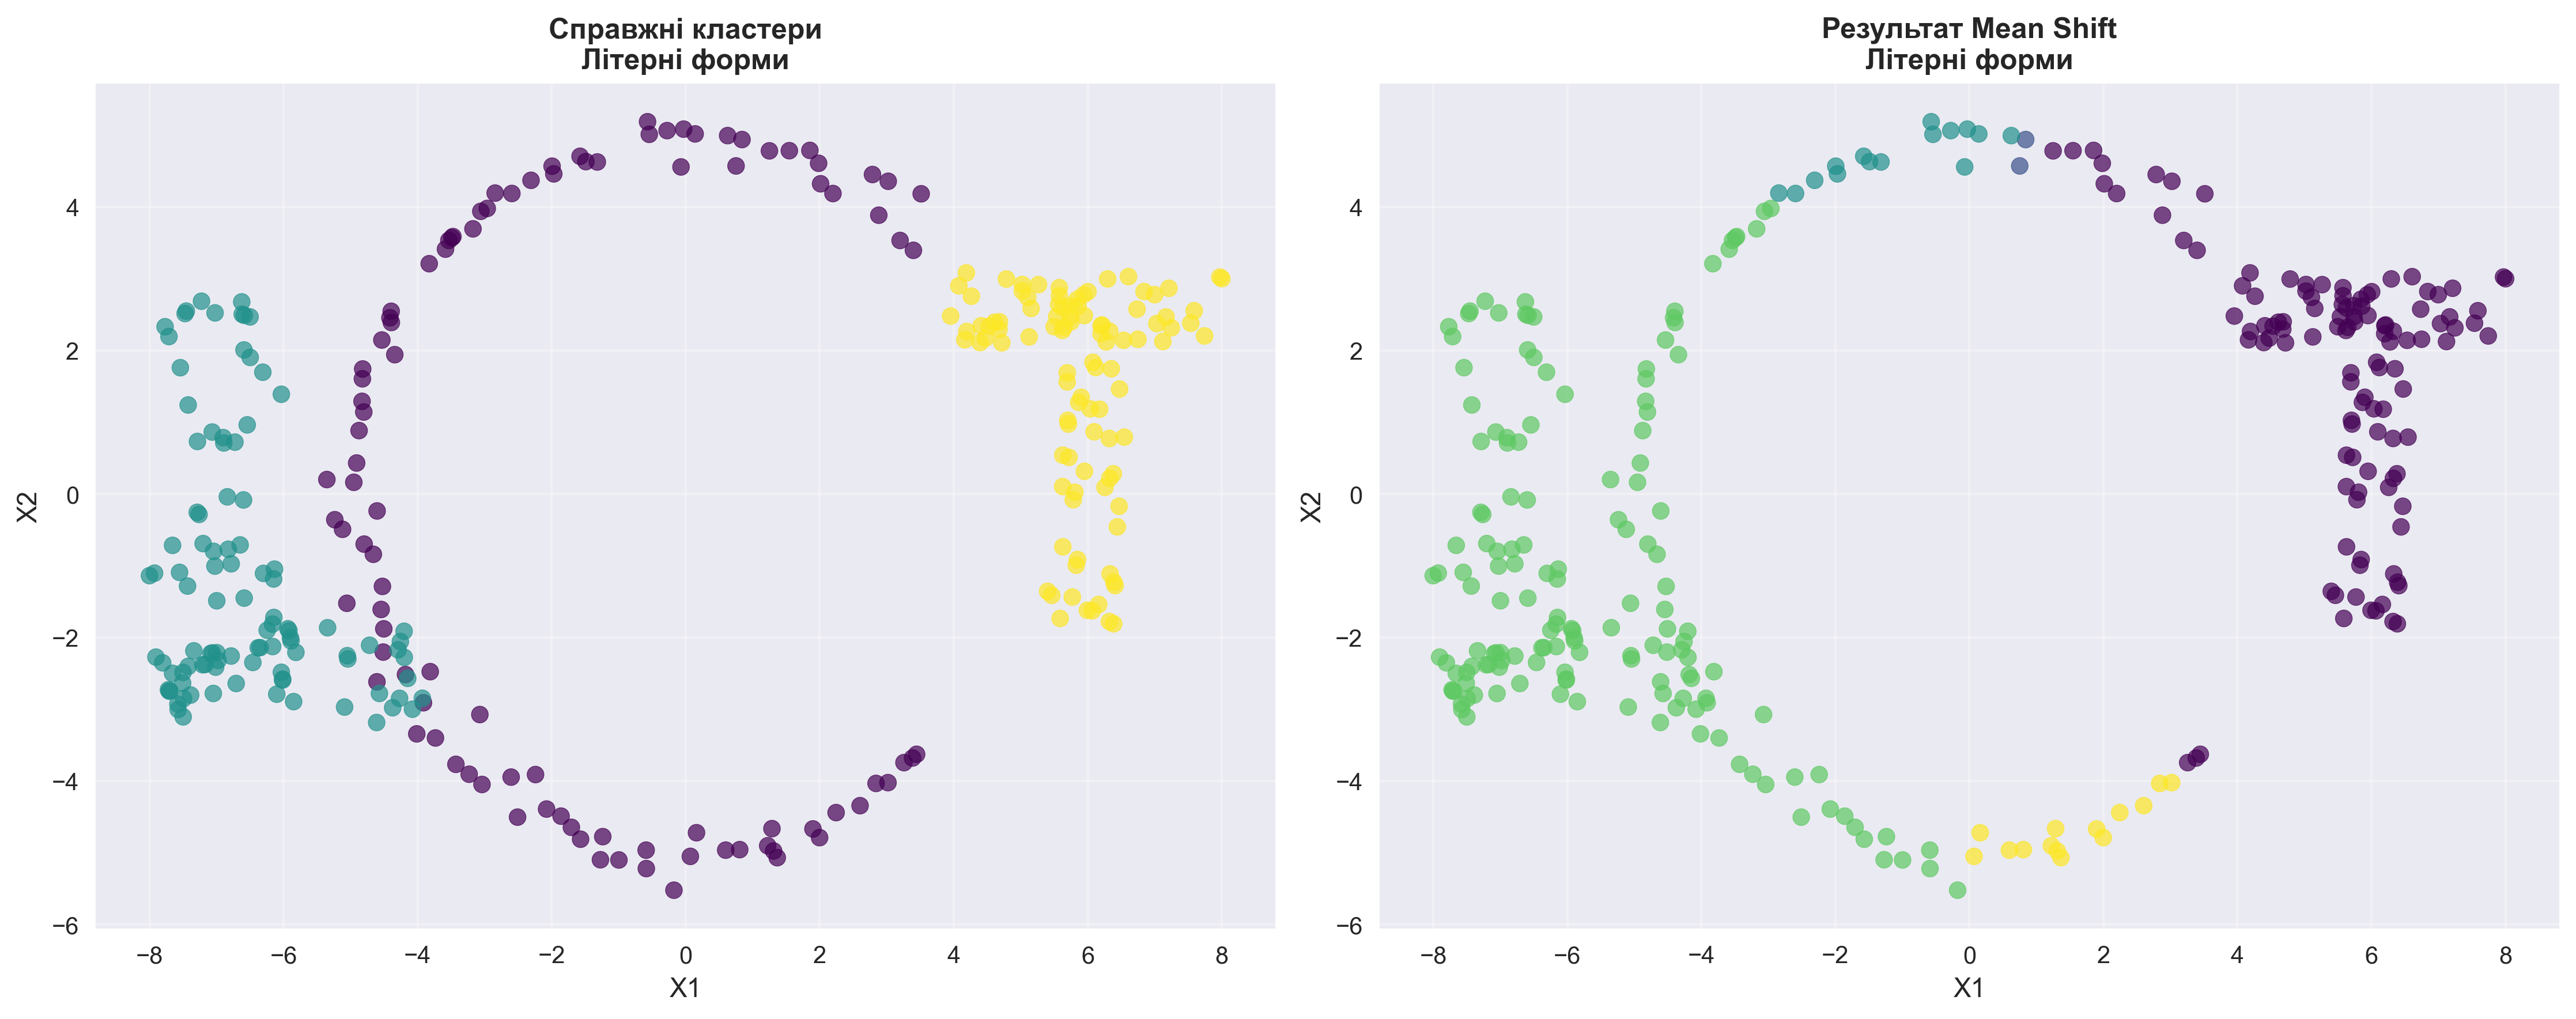 Справжні кластери
Літерні форми
X2
4
2
0
−2
−4
−6
−8 −6 −4 −2 0 2 4 6 8
X1
Результат Mean Shift
Літерні форми
X2
4
2
0
−2
−4
−6
−8 −6 −4 −2 0 2 4 6 8
X1